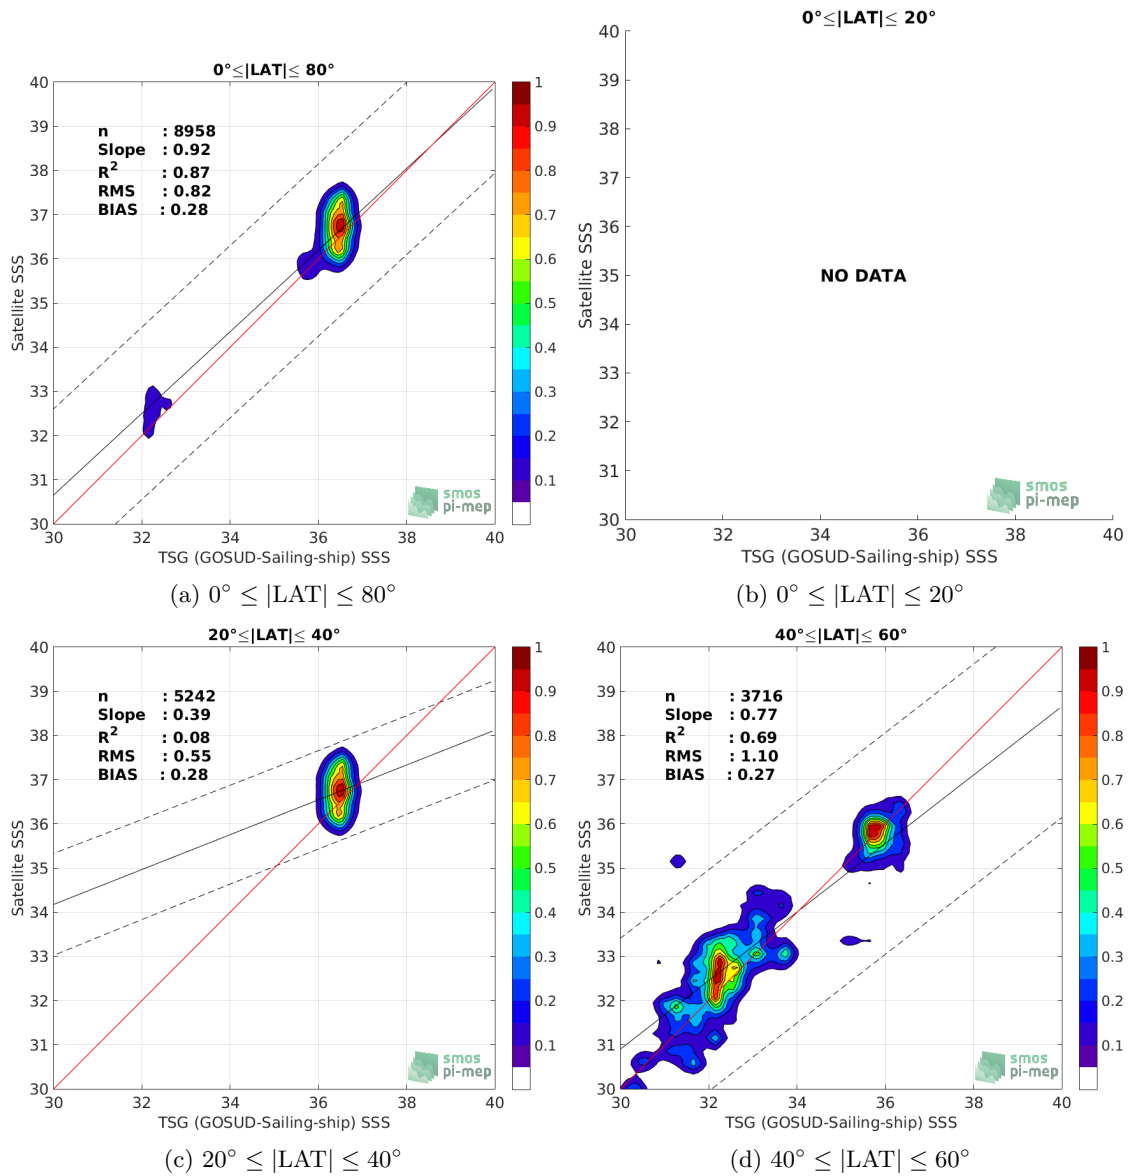 0°≤|LAT|≤ 80°
n : 8958
Slope : 0.92
R² : 0.87
RMS : 0.82
BIAS : 0.28
40
39
38
37
36
35
34
33
32
31
30
Satellite SSS
30 32 34 36 38 40
TSG (GOSUD-Sailing-ship) SSS
1
0.9
0.8
0.7
0.6
0.5
0.4
0.3
0.2
0.1
smos
pi-mep
(a) 0° ≤ |LAT| ≤ 80°
0°≤|LAT|≤ 20°
40
39
38
37
36
35
34
33
32
31
30
Satellite SSS
NO DATA
30 32 34 36 38 40
TSG (GOSUD-Sailing-ship) SSS
smos
pi-mep
(b) 0° ≤ |LAT| ≤ 20°
20°≤|LAT|≤ 40°
n : 5242
Slope : 0.39
R² : 0.08
RMS : 0.55
BIAS : 0.28
40
39
38
37
36
35
34
33
32
31
30
Satellite SSS
30 32 34 36 38 40
TSG (GOSUD-Sailing-ship) SSS
1
0.9
0.8
0.7
0.6
0.5
0.4
0.3
0.2
0.1
smos
pi-mep
(c) 20° ≤ |LAT| ≤ 40°
40°≤|LAT|≤ 60°
n : 3716
Slope : 0.77
R² : 0.69
RMS : 1.10
BIAS : 0.27
40
39
38
37
36
35
34
33
32
31
30
Satellite SSS
30 32 34 36 38 40
TSG (GOSUD-Sailing-ship) SSS
1
0.9
0.8
0.7
0.6
0.5
0.4
0.3
0.2
0.1
smos
pi-mep
(d) 40° ≤ |LAT| ≤ 60°